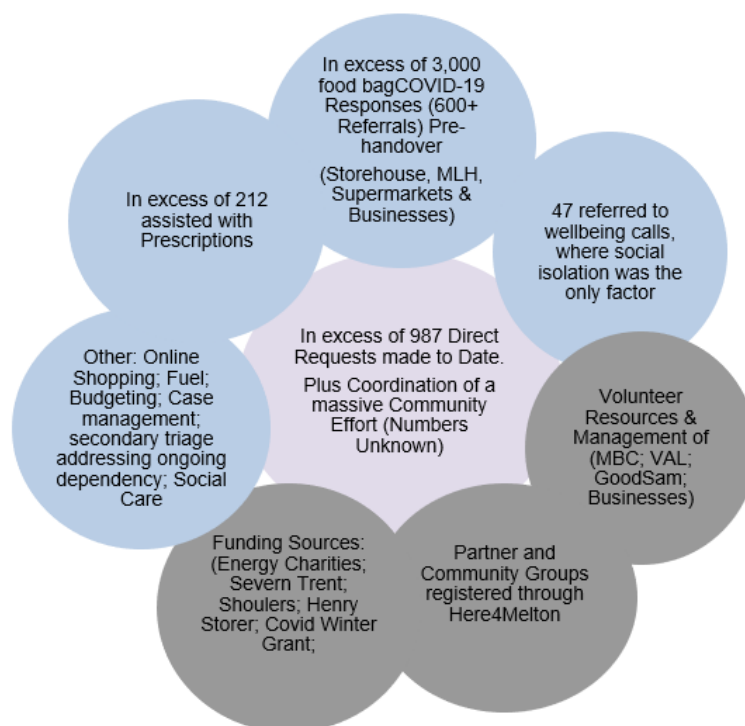 In excess of 3,000
food bagCOVID-19
Responses (600+
Referrals) Pre-
handover
(Storehouse, MLH,
Supermarkets &
Businesses)
47 referred to
wellbeing calls,
where social
isolation was the
only factor
Volunteer
Resources &
Management of
(MBC; VAL;
GoodSam;
Businesses)
Partner and
Community Groups
registered through
Here4Melton
Funding Sources:
(Energy Charities;
Severn Trent;
Shoulers; Henry
Storer; Covid Winter
Grant;
Other: Online
Shopping; Fuel;
Budgeting; Case
management;
secondary triage
addressing ongoing
dependency; Social
Care
In excess of 212
assisted with
Prescriptions
In excess of 987 Direct
Requests made to Date.
Plus Coordination of a
massive Community
Effort (Numbers
Unknown)